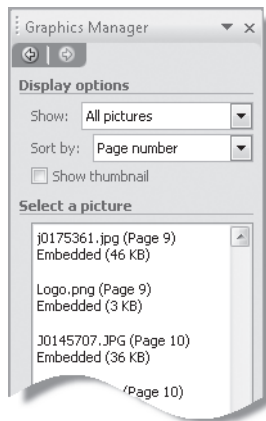 Graphics Manager
Display options
Show: All pictures
Sort by: Page number
Show thumbnail
Select a picture
j0175361.jpg (Page 9)
Embedded (46 KB)
Logo.png (Page 9)
Embedded (3 KB)
J0145707.JPG (Page 10)
Embedded (36 KB)
(Page 10)